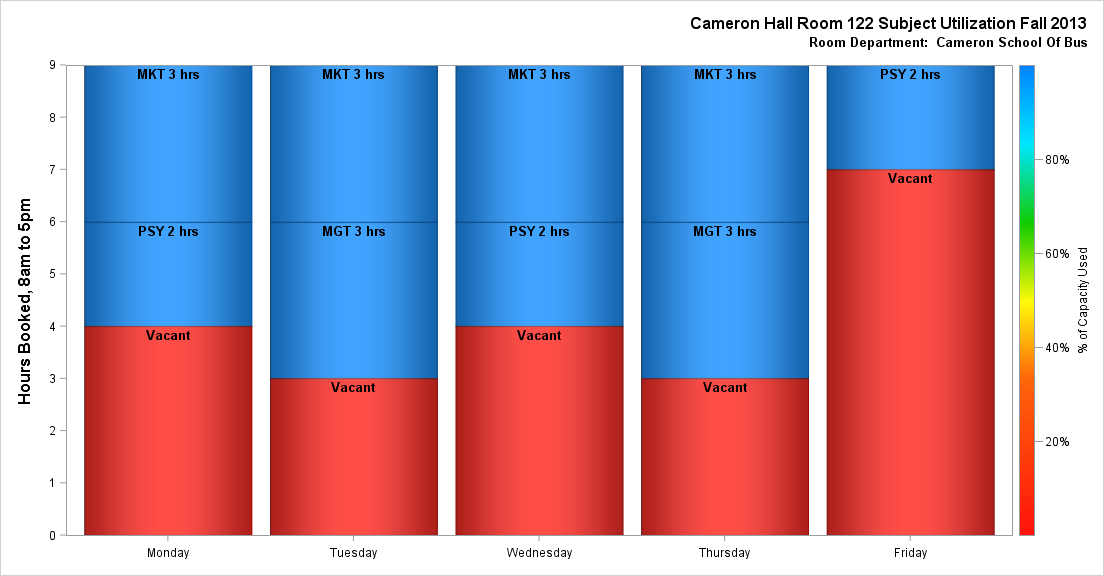 Cameron Hall Room 122 Subject Utilization Fall 2013
Room Department:  Cameron School Of Bus
Hours Booked, 8am to 5pm
9
8
7
6
5
4
3
2
1
0
MKT 3 hrs
PSY 2 hrs
Vacant
MKT 3 hrs
MGT 3 hrs
Vacant
MKT 3 hrs
PSY 2 hrs
Vacant
MKT 3 hrs
MGT 3 hrs
Vacant
PSY 2 hrs
Vacant
Monday
Tuesday
Wednesday
Thursday
Friday
80%
60%
40%
20%
% of Capacity Used